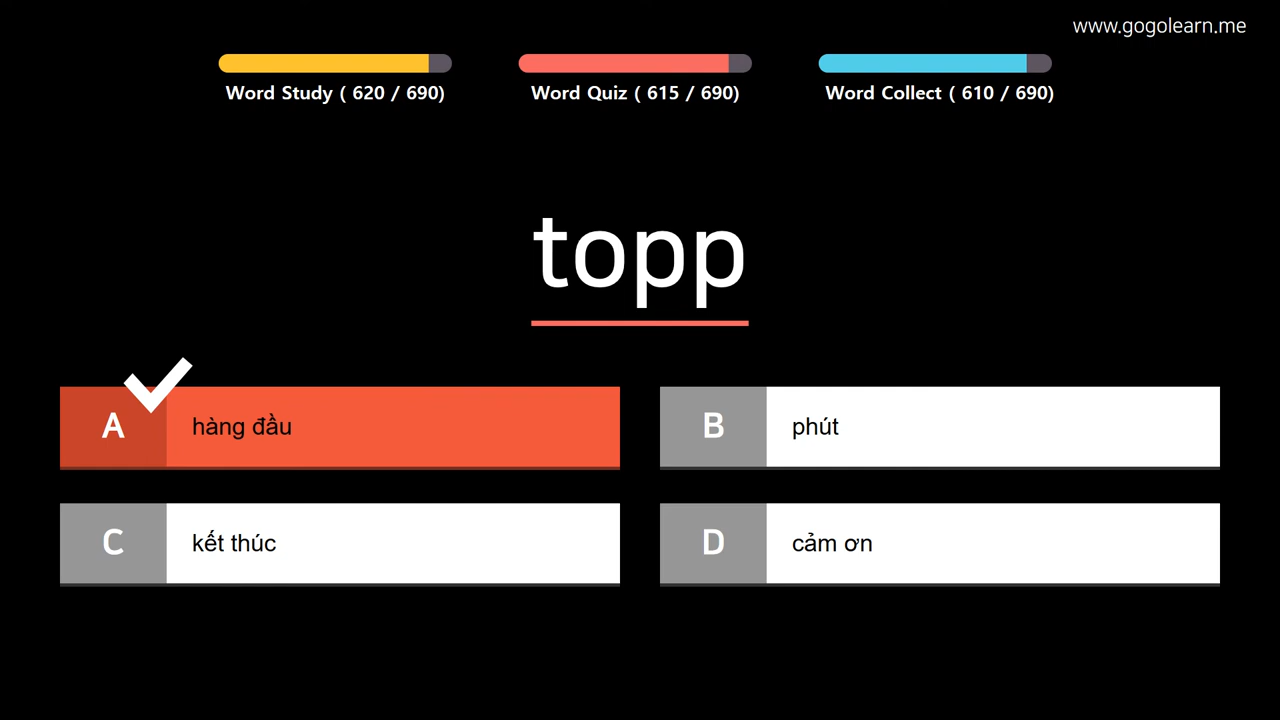 www.gogolearn.me
Word Study ( 620 / 690)
Word Quiz ( 615 / 690)
Word Collect ( 610 / 690)
topp
A hàng đầu
B phút
C kết thúc
D cảm ơn